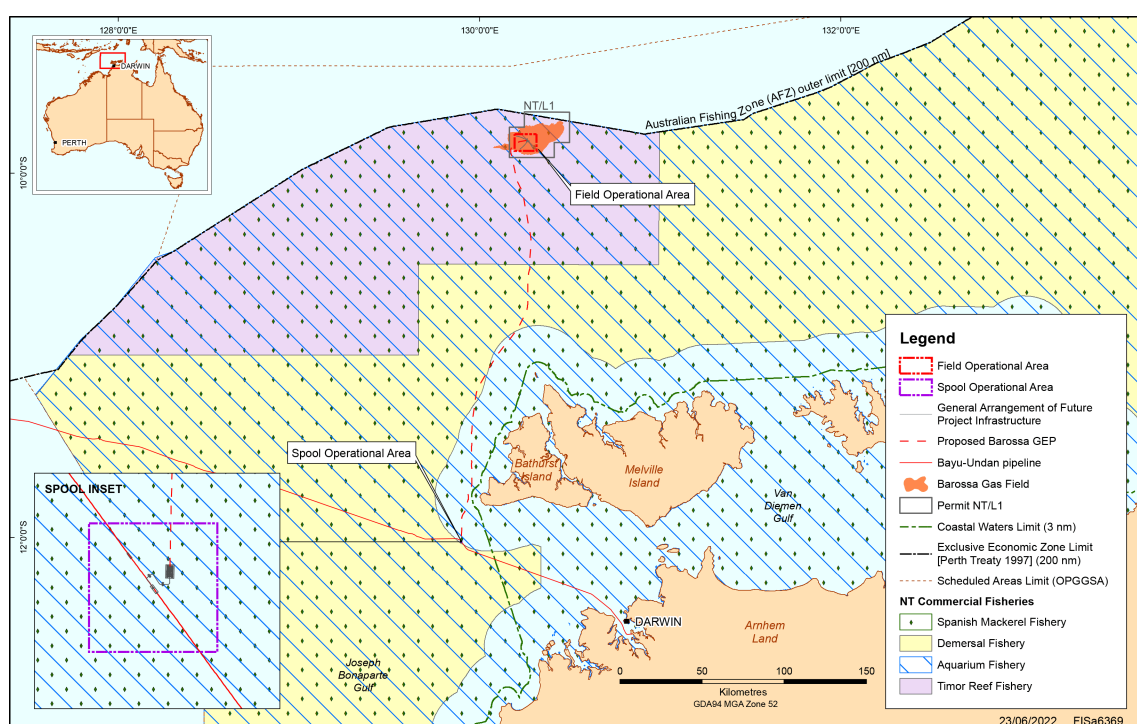 128°0'0"E
130°0'0"E
132°0'0"E
DARWIN
PERTH
NT/L1
Australian Fishing Zone (AFZ) outer limit [200 nm]
10°0'0"S
Field Operational Area
Spool Operational Area
Bathurst
Island
Melville
Island
Van
Diemen
Gulf
SPOOL INSET
12°0'0"S
DARWIN
Arnhem
Land
Joseph
Bonaparte
Gulf
0 50 100 150
Kilometres
GDA94 MGA Zone 52
Legend
Field Operational Area
Spool Operational Area
General Arrangement of Future
Project Infrastructure
Proposed Barossa GEP
Bayu-Undan pipeline
Barossa Gas Field
Permit NT/L1
Coastal Waters Limit (3 nm)
Exclusive Economic Zone Limit
[Perth Treaty 1997] (200 nm)
Scheduled Areas Limit (OPGGSA)
NT Commercial Fisheries
Spanish Mackerel Fishery
Demersal Fishery
Aquarium Fishery
Timor Reef Fishery
23/06/2022 FISa6369